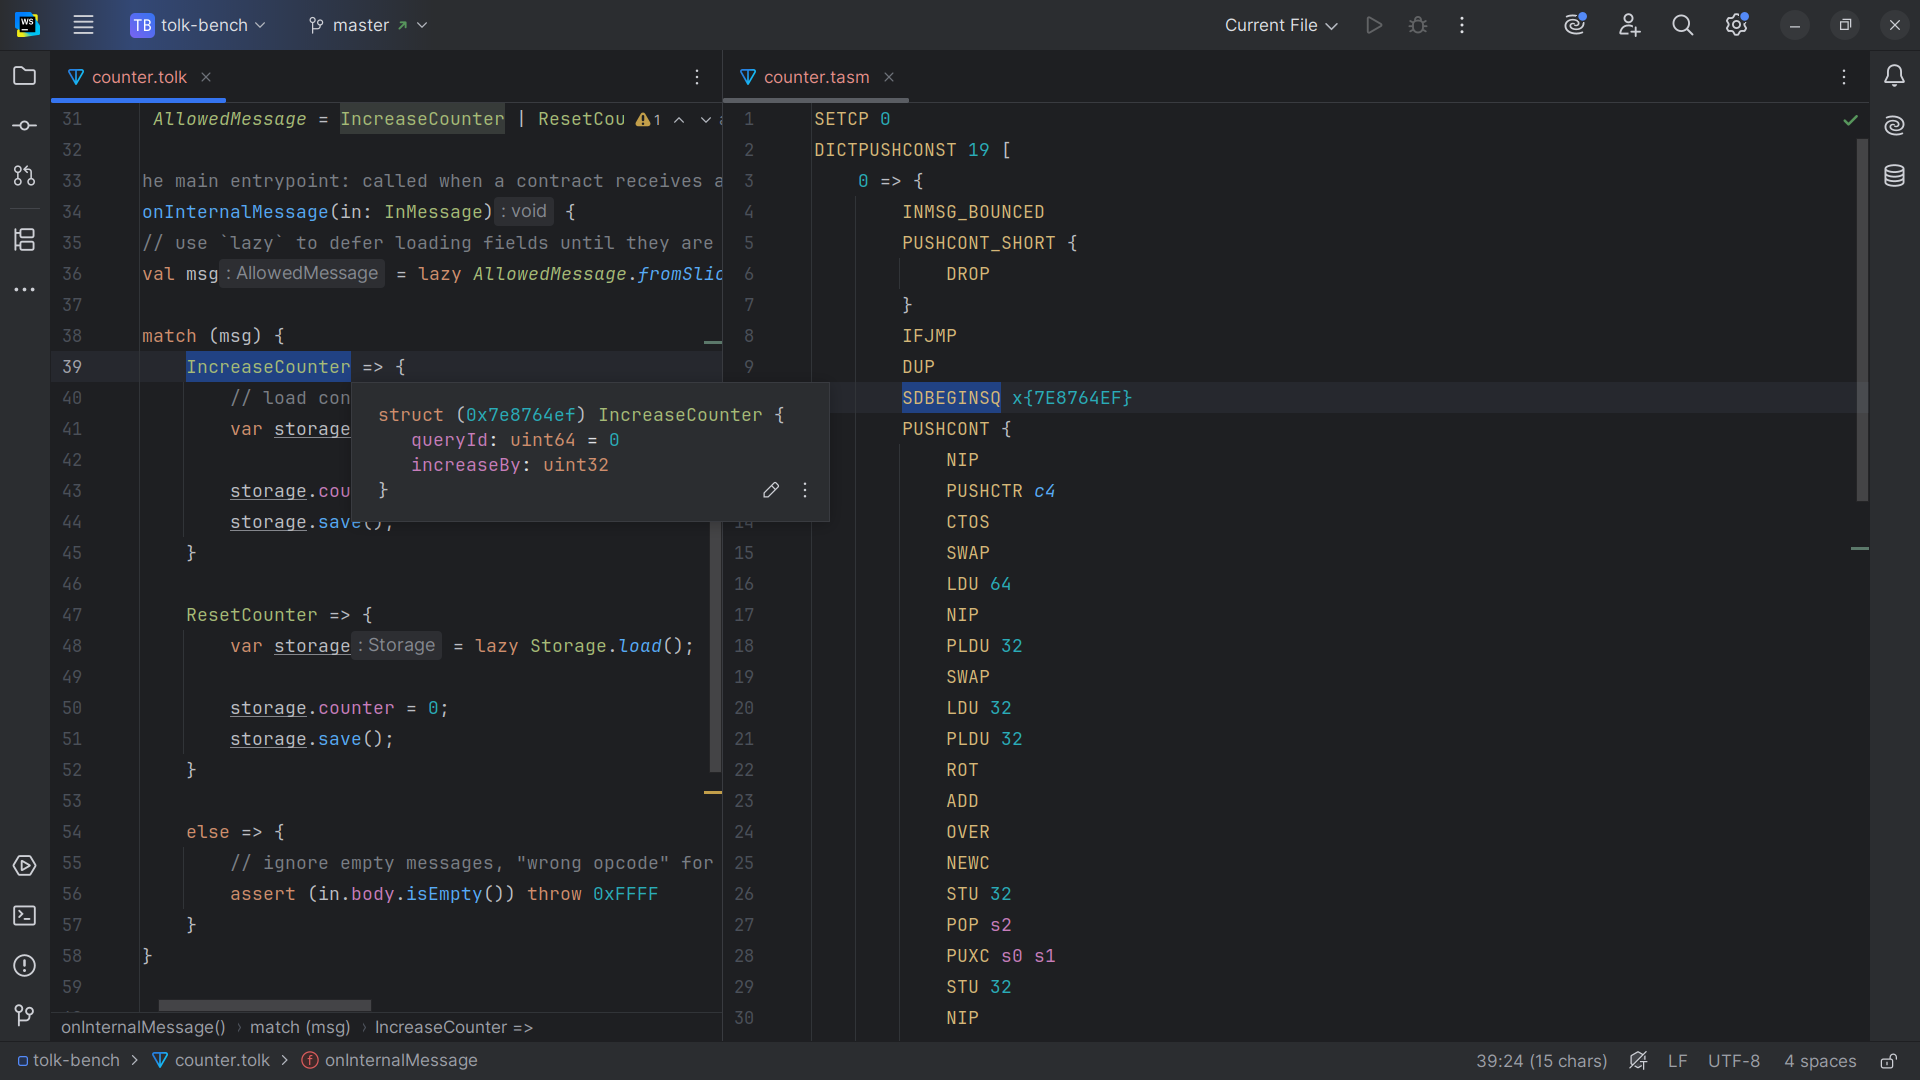 WS
TB tolk-bench
master
Current File
counter.tolk
31 AllowedMessage = IncreaseCounter | ResetCou 1
32
33 he main entrypoint: called when a contract receives a
34 onInternalMessage(in: InMessage) : void {
35 // use `lazy` to defer loading fields until they are
36 val msg : AllowedMessage = lazy AllowedMessage.fromSlic
37
38 match (msg) {
39 IncreaseCounter => {
40 // load con
41 var storage
42
43 storage.cou
44 storage.save();
45 }
46
47 ResetCounter => {
48 var storage : Storage = lazy Storage.load();
49
50 storage.counter = 0;
51 storage.save();
52 }
53
54 else => {
55 // ignore empty messages, "wrong opcode" for
56 assert (in.body.isEmpty()) throw 0xFFFF
57 }
58 }
59
struct (0x7e8764ef) IncreaseCounter {
queryId: uint64 = 0
increaseBy: uint32
}
onInternalMessage() › match (msg) › IncreaseCounter =>
counter.tasm
1 SETCP 0
2 DICTPUSHCONST 19 [
3 0 => {
4 INMSG_BOUNCED
5 PUSHCONT_SHORT {
6 DROP
7 }
8 IFJMP
9 DUP
SDBEGINSQ x{7E8764EF}
PUSHCONT {
NIP
PUSHCTR c4
14 CTOS
15 SWAP
16 LDU 64
17 NIP
18 PLDU 32
19 SWAP
20 LDU 32
21 PLDU 32
22 ROT
23 ADD
24 OVER
25 NEWC
26 STU 32
27 POP s2
28 PUXC s0 s1
29 STU 32
30 NIP
tolk-bench › counter.tolk › f onInternalMessage
39:24 (15 chars)
LF
UTF-8
4 spaces